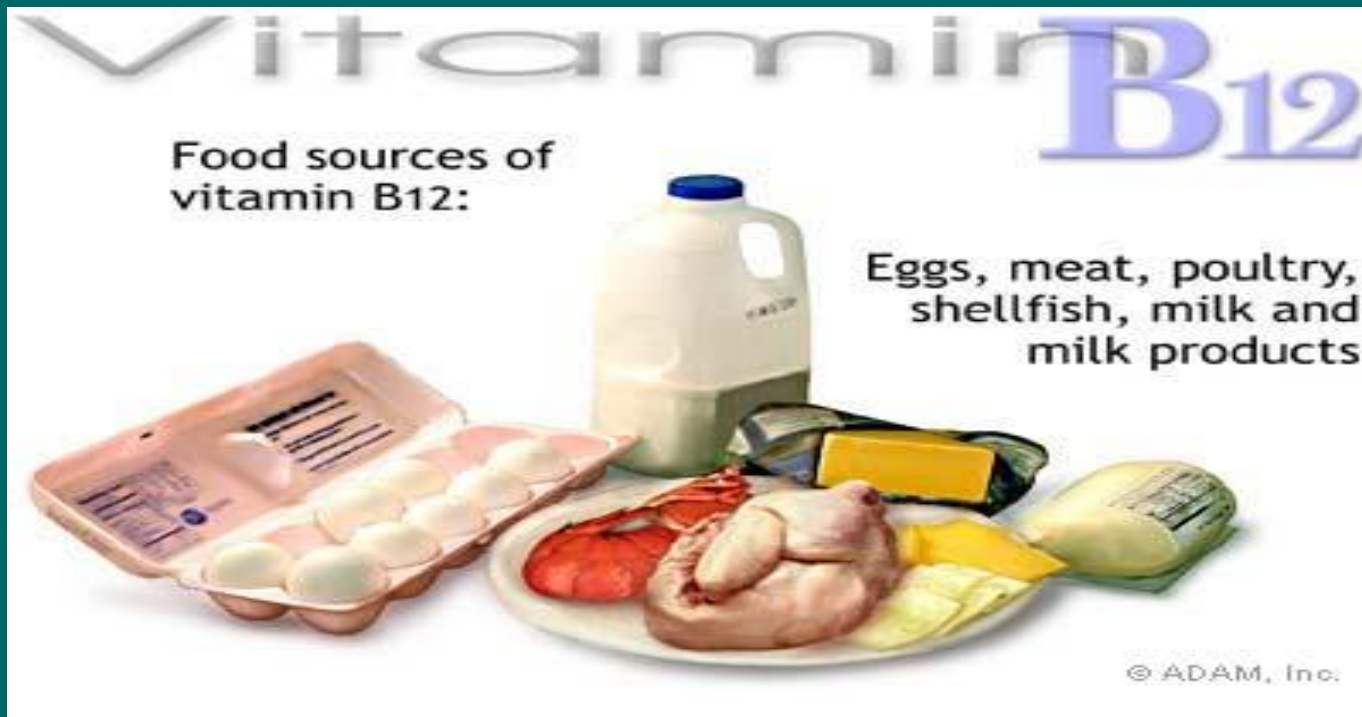 Vitamin B12
Food sources of
vitamin B12:
Eggs, meat, poultry,
shellfish, milk and
milk products
© ADAM, Inc.